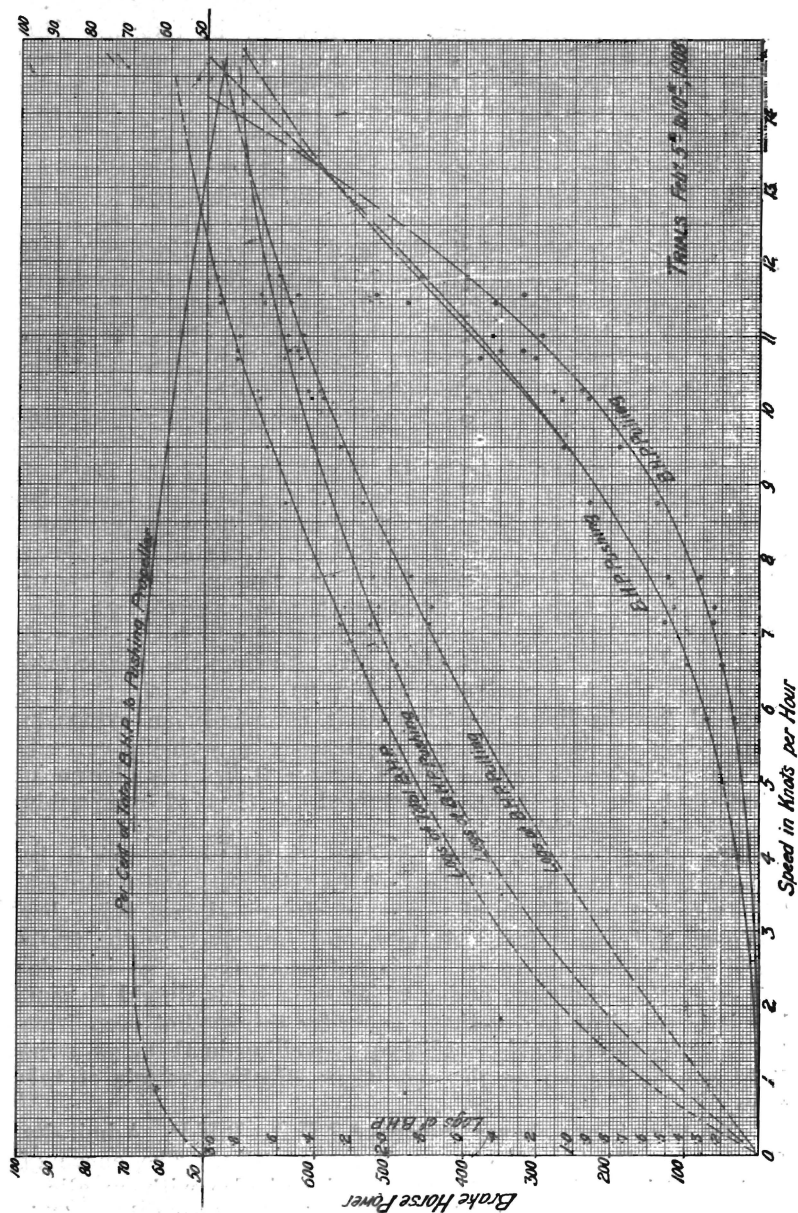 Per Cent of Total B.H.P. to Pushing Propeller
Logs of Total B.H.P.
Logs of B.H.P. Pushing
Logs of B.H.P. Pulling
B.H.P. Pushing
B.H.P. Pulling
TRIALS Feb. 5th to 10th, 1908
100 90 80 70 60 50
100 90 80 70 60 50
600 500 400 300 200 100
Logs of B.H.P.
Brake Horse Power
0 1 2 3 4 5 6 7 8 9 10 11 12 13 14
Speed in Knots per Hour